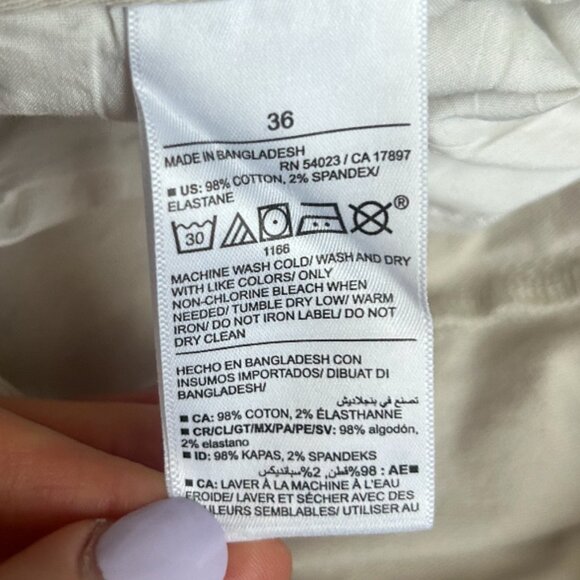 36
MADE IN BANGLADESH
RN 54023 / CA 17897
■ US: 98% COTTON, 2% SPANDEX/
ELASTANE
30
®
1166
MACHINE WASH COLD/ WASH AND DRY
WITH LIKE COLORS/ ONLY
NON-CHLORINE BLEACH WHEN
NEEDED/ TUMBLE DRY LOW/ WARM
IRON/ DO NOT IRON LABEL/ DO NOT
DRY CLEAN
HECHO EN BANGLADESH CON
INSUMOS IMPORTADOS/ DIBUAT DI
BANGLADESH/
تصنع في بنجلاديش
■ CA: 98% COTON, 2% ÉLASTHANNE
■ CR/CL/GT/MX/PA/PE/SV: 98% algodón,
2% elastano
■ ID: 98% KAPAS, 2% SPANDEKS
■ AE: 98% قطن, 2% سباندیکس
■ CA: LAVER À LA MACHINE À L'EAU
FROIDE/ LAVER ET SÉCHER AVEC DES
COULEURS SEMBLABLES/ UTILISER AU